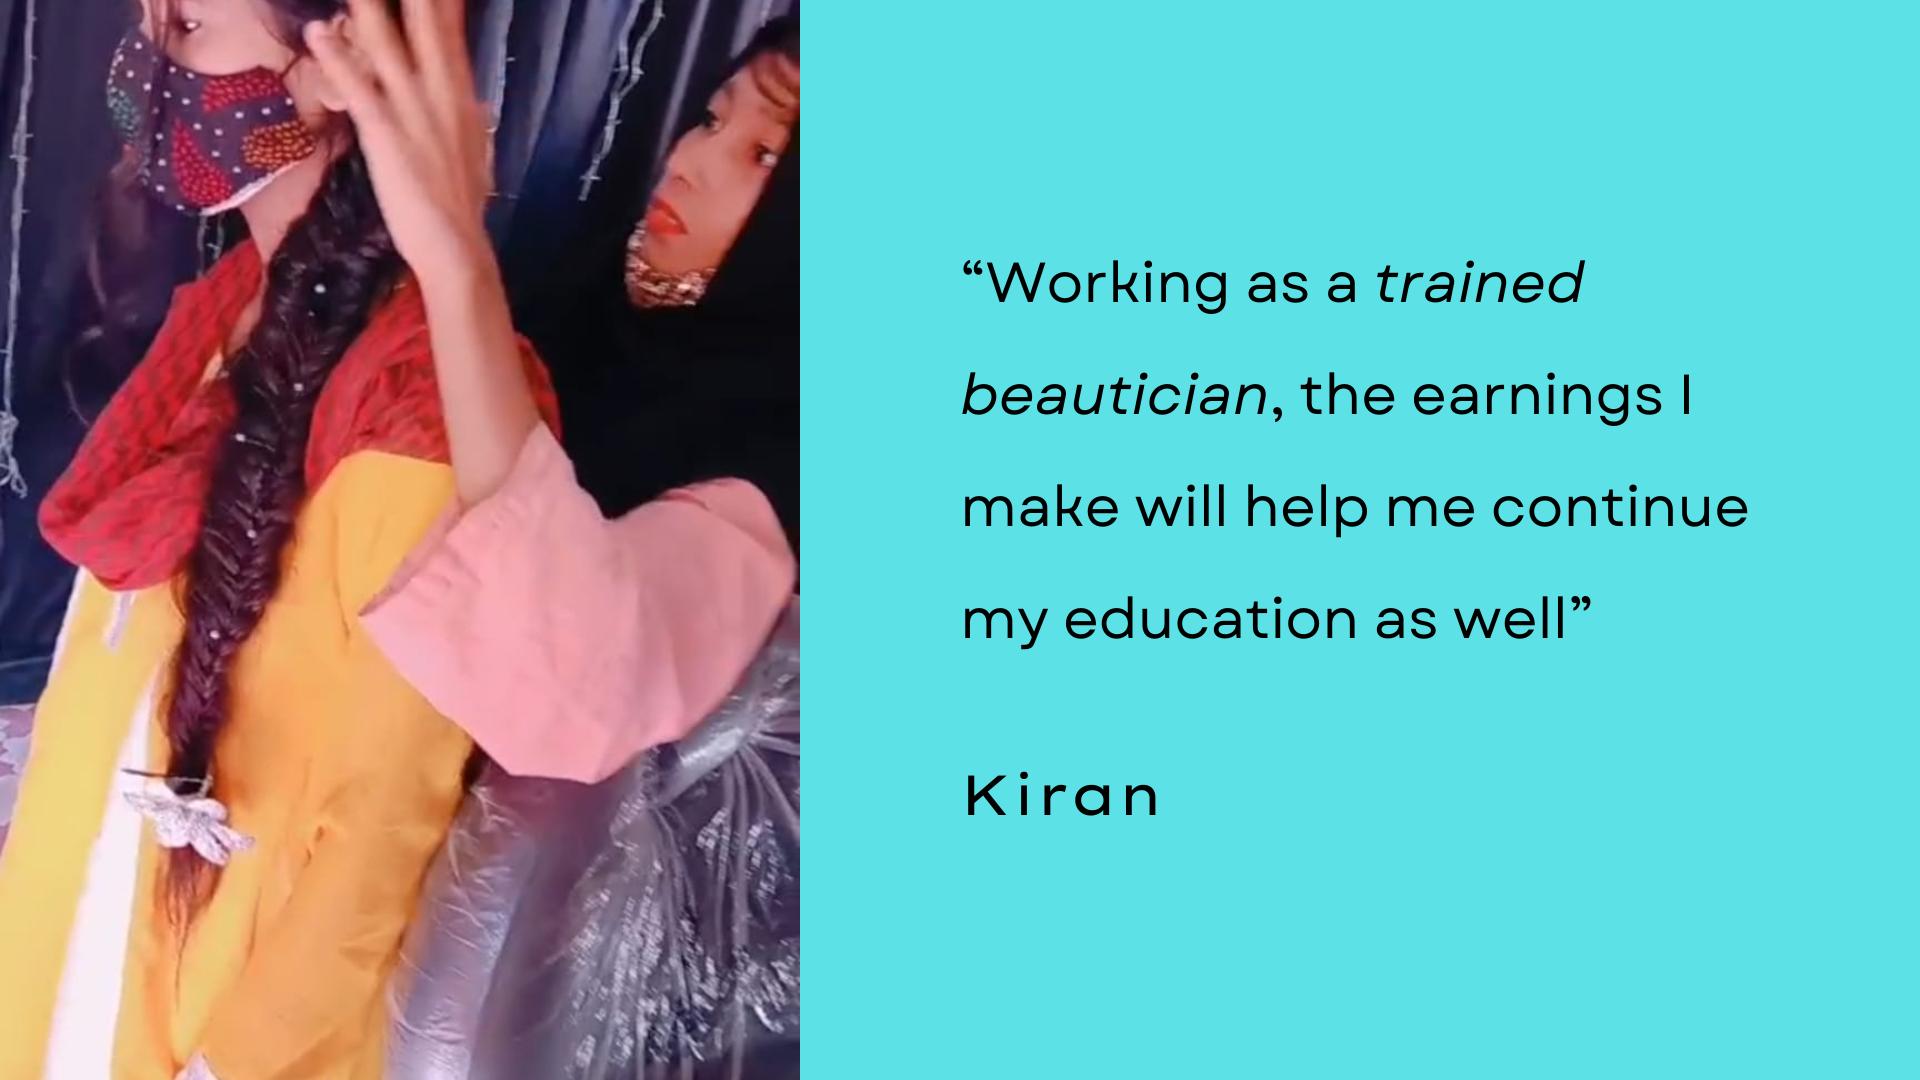 “Working as a trained
beautician, the earnings I
make will help me continue
my education as well”
Kiran